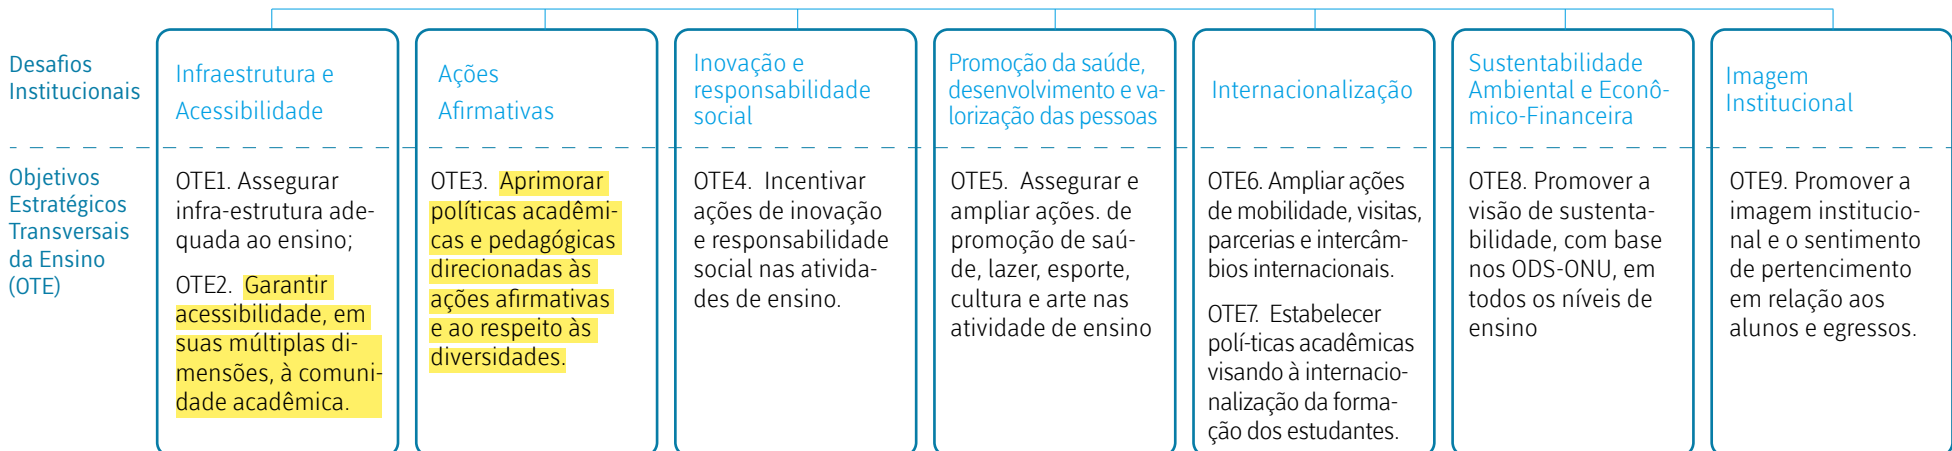 Desafios
Institucionais
Infraestrutura e
Acessibilidade
Ações
Afirmativas
Inovação e
responsabilidade
social
Promoção da saúde,
desenvolvimento e va-
lorização das pessoas
Internacionalização
Sustentabilidade
Ambiental e Econô-
mico-Financeira
Imagem
Institucional
Objetivos
Estratégicos
Transversais
da Ensino
(OTE)
OTE1. Assegurar
infra-estrutura ade-
quada ao ensino;
OTE2. Garantir
acessibilidade, em
suas múltiplas di-
mensões, à comuni-
dade acadêmica.
OTE3. Aprimorar
políticas acadêmi-
cas e pedagógicas
direcionadas às
ações afirmativas
e ao respeito às
diversidades.
OTE4. Incentivar
ações de inovação
e responsabilidade
social nas ativida-
des de ensino.
OTE5. Assegurar e
ampliar ações. de
promoção de saú-
de, lazer, esporte,
cultura e arte nas
atividade de ensino
OTE6. Ampliar ações
de mobilidade, visitas,
parcerias e intercâm-
bios internacionais.
OTE7. Estabelecer
polí-ticas acadêmicas
visando à internacio-
nalização da forma-
ção dos estudantes.
OTE8. Promover a
visão de sustenta-
bilidade, com base
nos ODS-ONU, em
todos os níveis de
ensino
OTE9. Promover a
imagem institucio-
nal e o sentimento
de pertencimento
em relação aos
alunos e egressos.